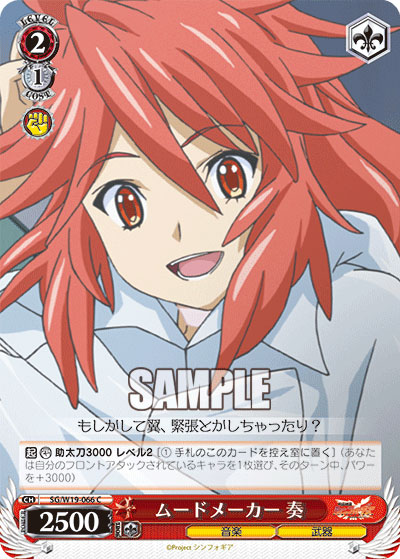 LEVEL
2
1
COST
SAMPLE
もしかして翼、緊張とかしちゃったり？
助太刀3000 レベル2 [① 手札のこのカードを控え室に置く] (あなた
は自分のフロントアタックされているキャラを1枚選び、そのターン中、パワー
を+3000)
CH SG/W19-066 C
2500
ムードメーカー 奏
音楽 武器
©Project シンフォギア